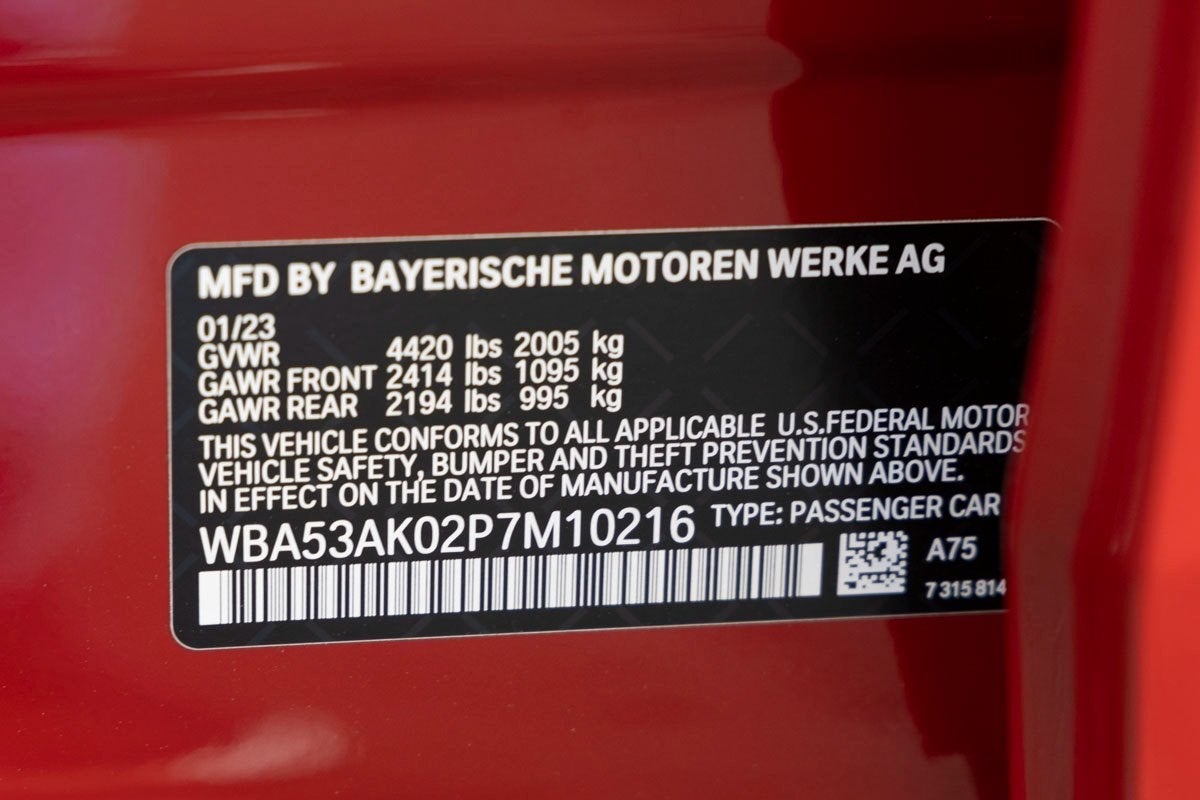 MFD BY BAYERISCHE MOTOREN WERKE AG
01/23
GVWR 4420 lbs 2005 kg
GAWR FRONT 2414 lbs 1095 kg
GAWR REAR 2194 lbs 995 kg
THIS VEHICLE CONFORMS TO ALL APPLICABLE U.S.FEDERAL MOTOR
VEHICLE SAFETY, BUMPER AND THEFT PREVENTION STANDARDS
IN EFFECT ON THE DATE OF MANUFACTURE SHOWN ABOVE.
WBA53AK02P7M10216 TYPE: PASSENGER CAR
A75
7 315 814